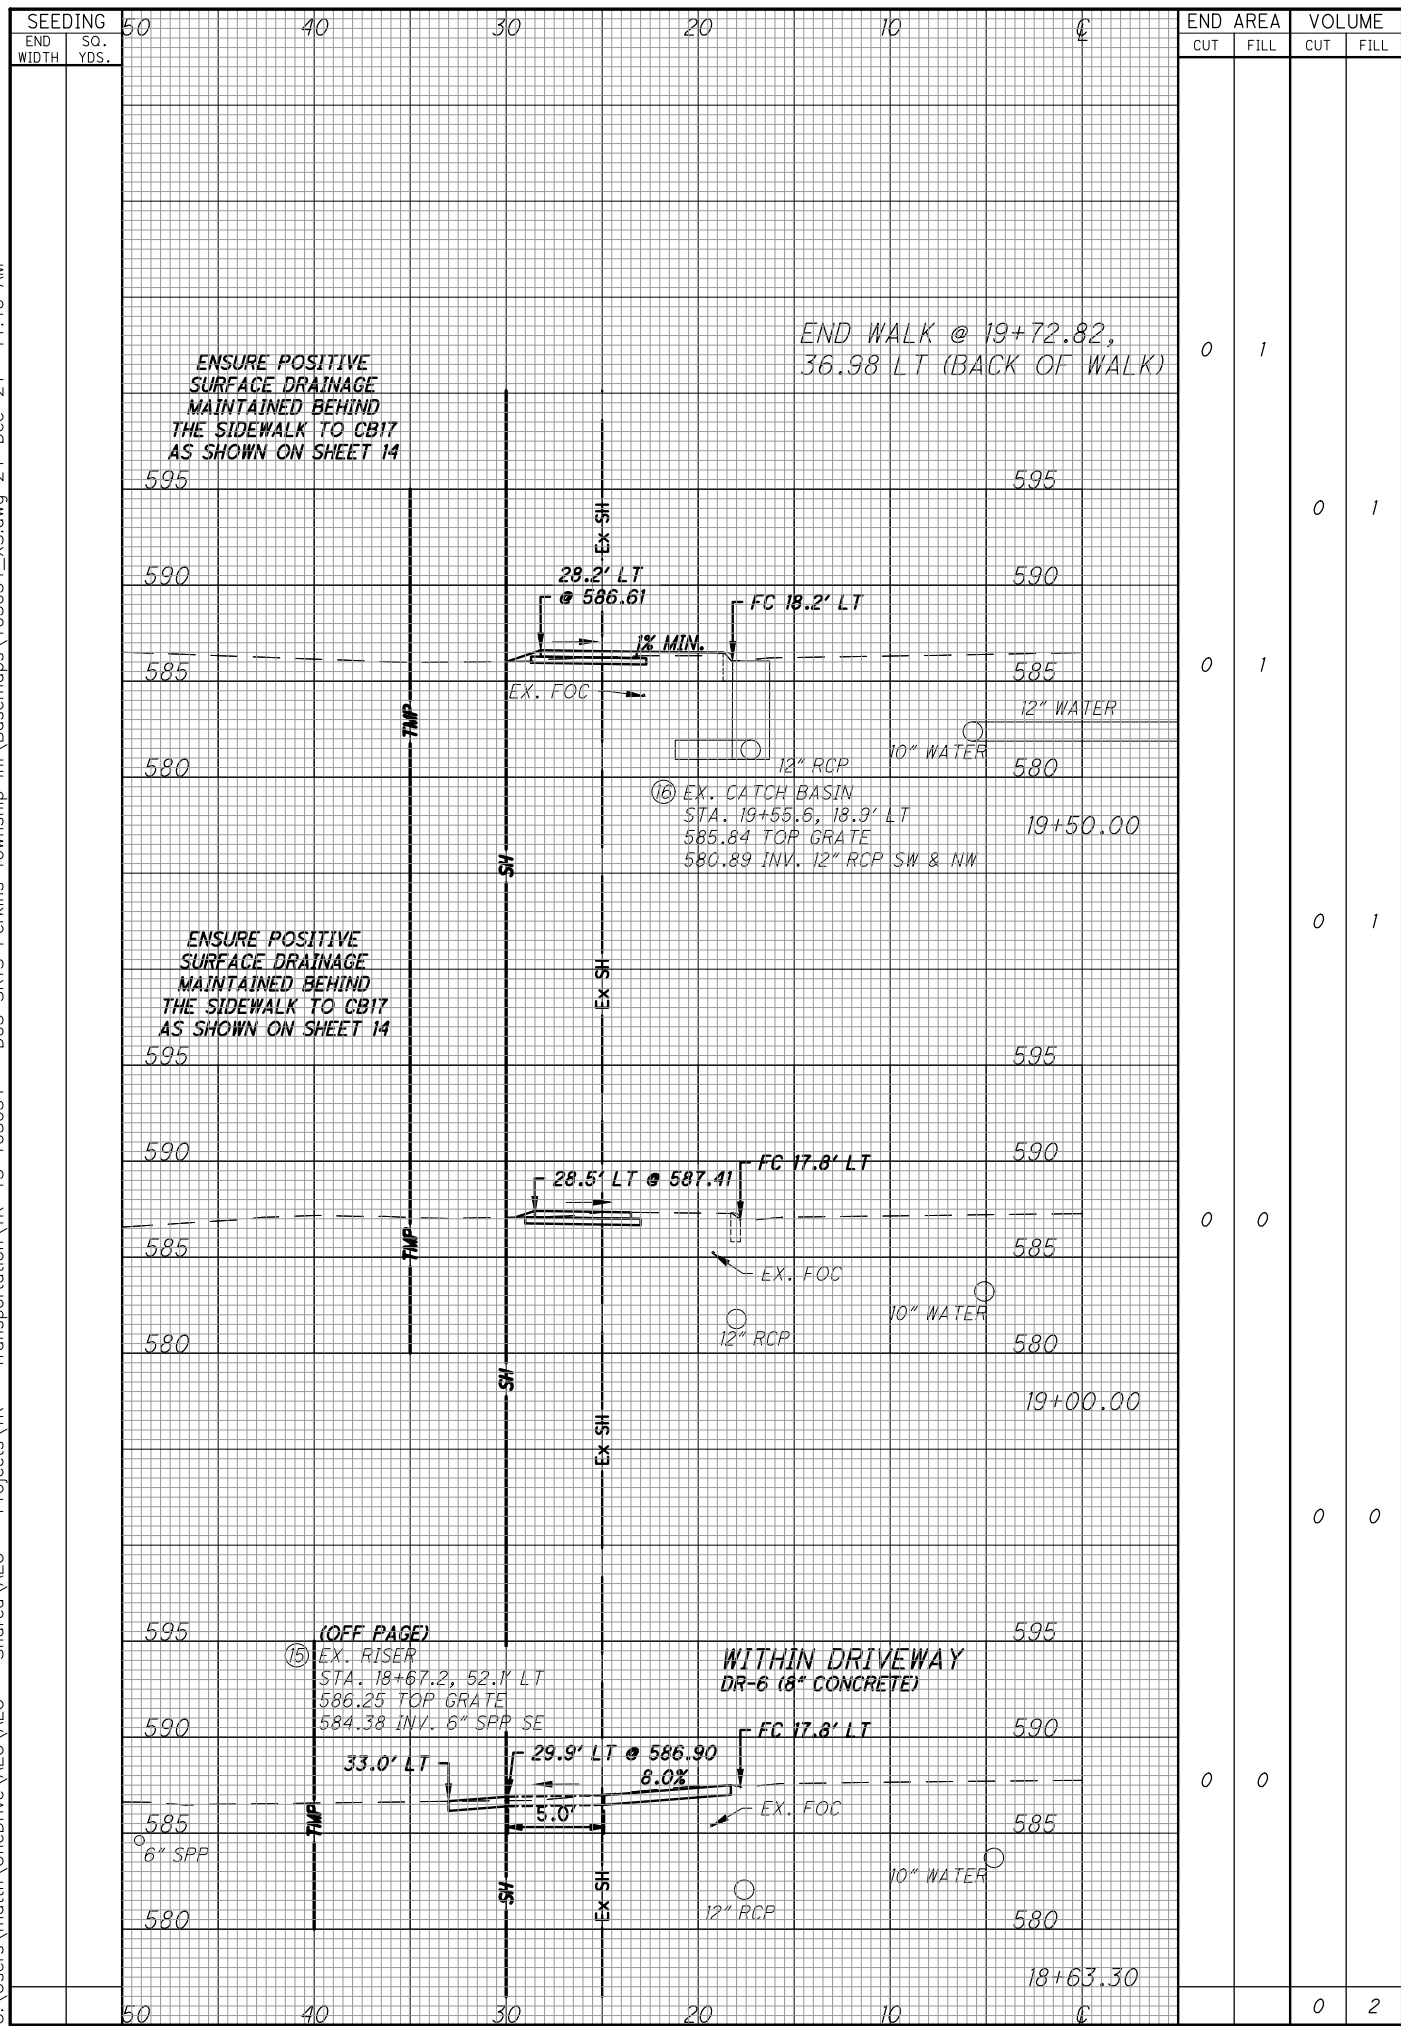 SEEDING
END WIDTH
SQ. YDS.
50 40 30 20 10 ℄
END AREA VOLUME
CUT FILL CUT FILL
END WALK @ 19+72.82,
36.98 LT (BACK OF WALK)
0 1
ENSURE POSITIVE
SURFACE DRAINAGE
MAINTAINED BEHIND
THE SIDEWALK TO CB17
AS SHOWN ON SHEET 14
595 595
0 1
Ex SH
590 590
28.2' LT
@ 586.61
FC 18.2' LT
1% MIN.
585 585
0 1
EX. FOC
TMP
12" WATER
10" WATER
12" RCP
580 580
16 EX. CATCH BASIN
STA. 19+55.6, 18.9' LT
585.84 TOP GRATE
580.89 INV. 12" RCP SW & NW
19+50.00
SH
0 1
ENSURE POSITIVE
SURFACE DRAINAGE
MAINTAINED BEHIND
THE SIDEWALK TO CB17
AS SHOWN ON SHEET 14
Ex SH
595 595
590 590
28.5' LT @ 587.41
FC 17.8' LT
0 0
TMP
585 585
EX. FOC
10" WATER
12" RCP
580 580
SH
19+00.00
Ex SH
0 0
595 595
(OFF PAGE)
15 EX. RISER
STA. 18+67.2, 52.1' LT
586.25 TOP GRATE
584.38 INV. 6" SPP SE
WITHIN DRIVEWAY
DR-6 (8" CONCRETE)
590 590
FC 17.8' LT
33.0' LT
29.9' LT @ 586.90
8.0%
0 0
5.0'
EX. FOC
TMP
585 585
6" SPP
10" WATER
SH
Ex SH
12" RCP
580 580
18+63.30
50 40 30 20 10 ℄
0 2